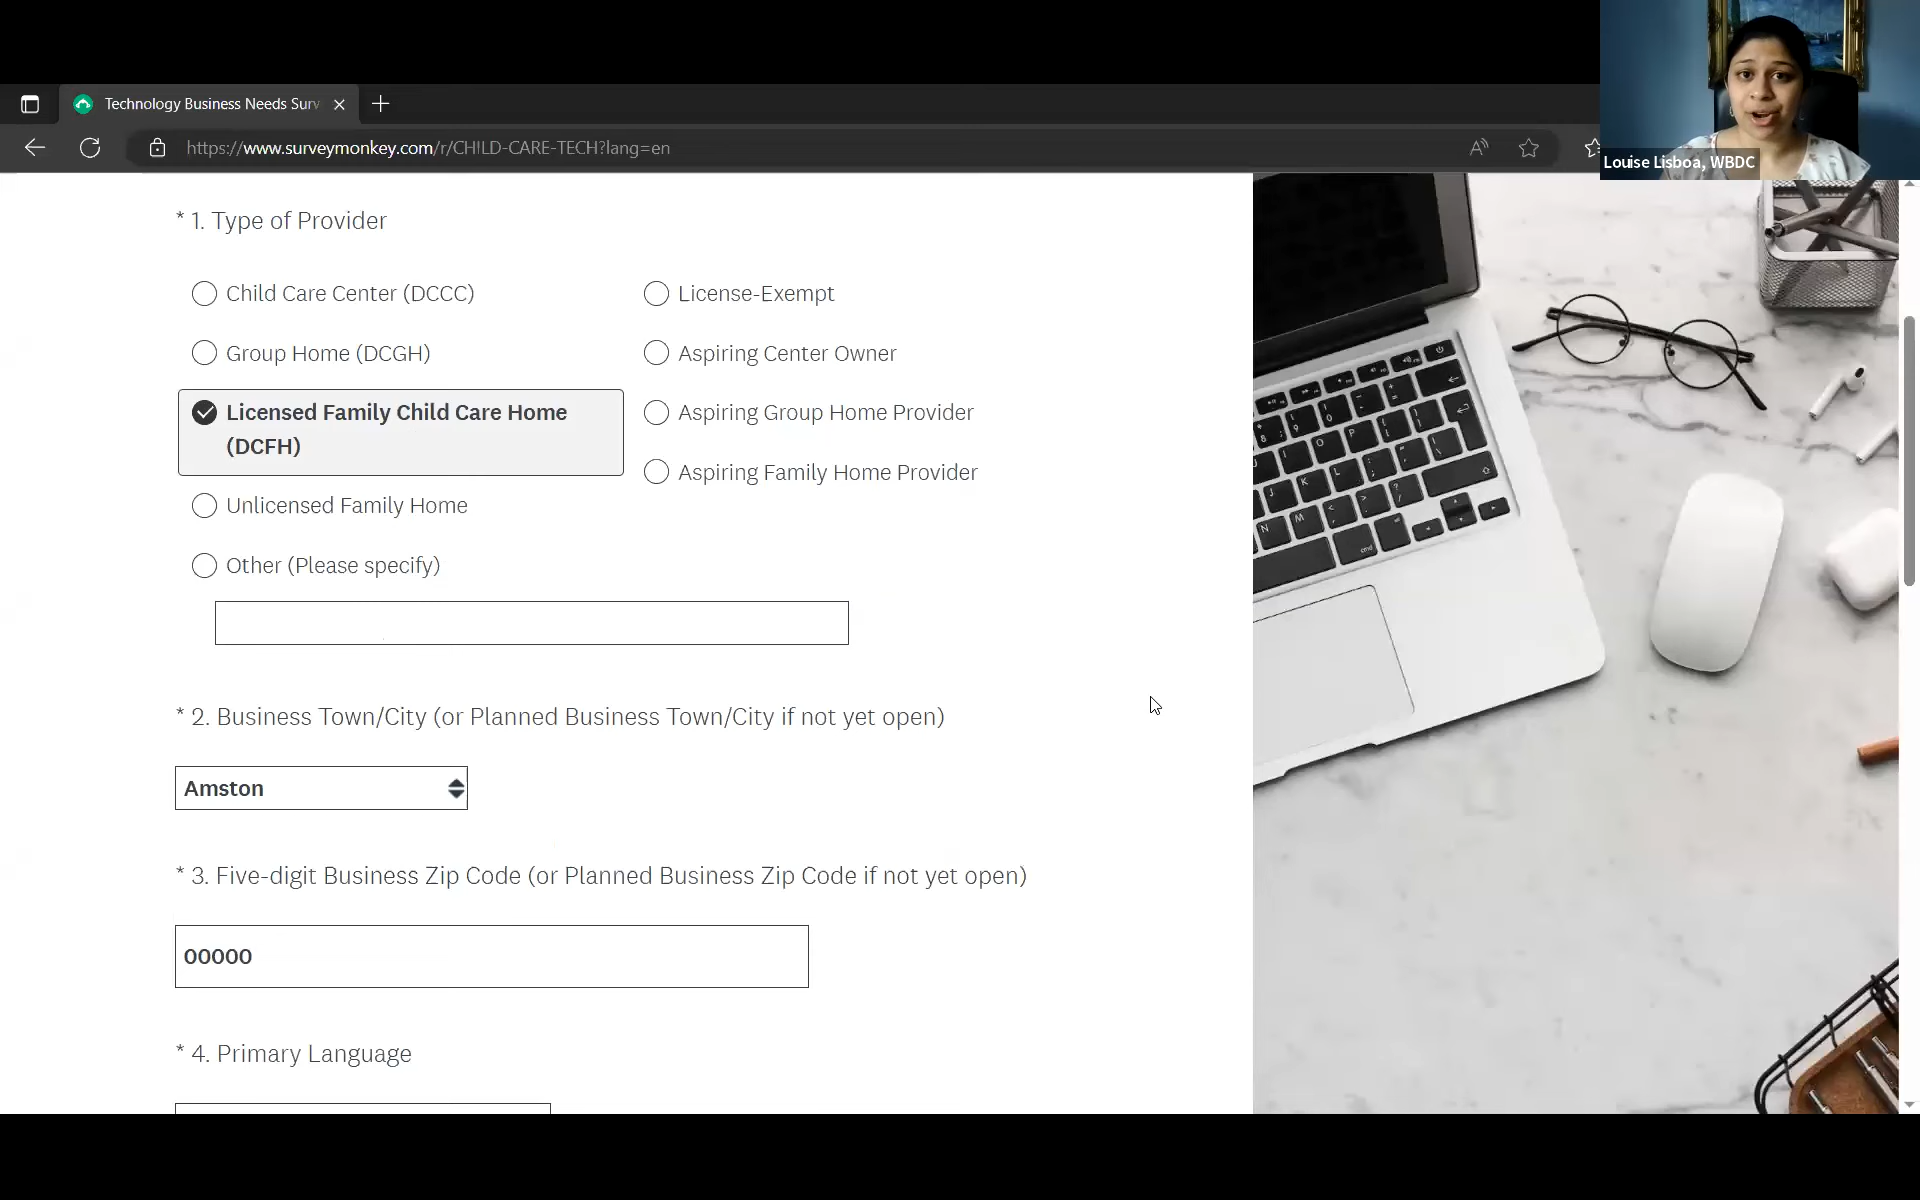 Technology Business Needs Surv
https://www.surveymonkey.com/r/CHILD-CARE-TECH?lang=en
Louise Lisboa, WBDC
* 1. Type of Provider
Child Care Center (DCCC)
License-Exempt
Group Home (DCGH)
Aspiring Center Owner
Licensed Family Child Care Home
(DCFH)
Aspiring Group Home Provider
Aspiring Family Home Provider
Unlicensed Family Home
Other (Please specify)
* 2. Business Town/City (or Planned Business Town/City if not yet open)
Amston
* 3. Five-digit Business Zip Code (or Planned Business Zip Code if not yet open)
00000
* 4. Primary Language